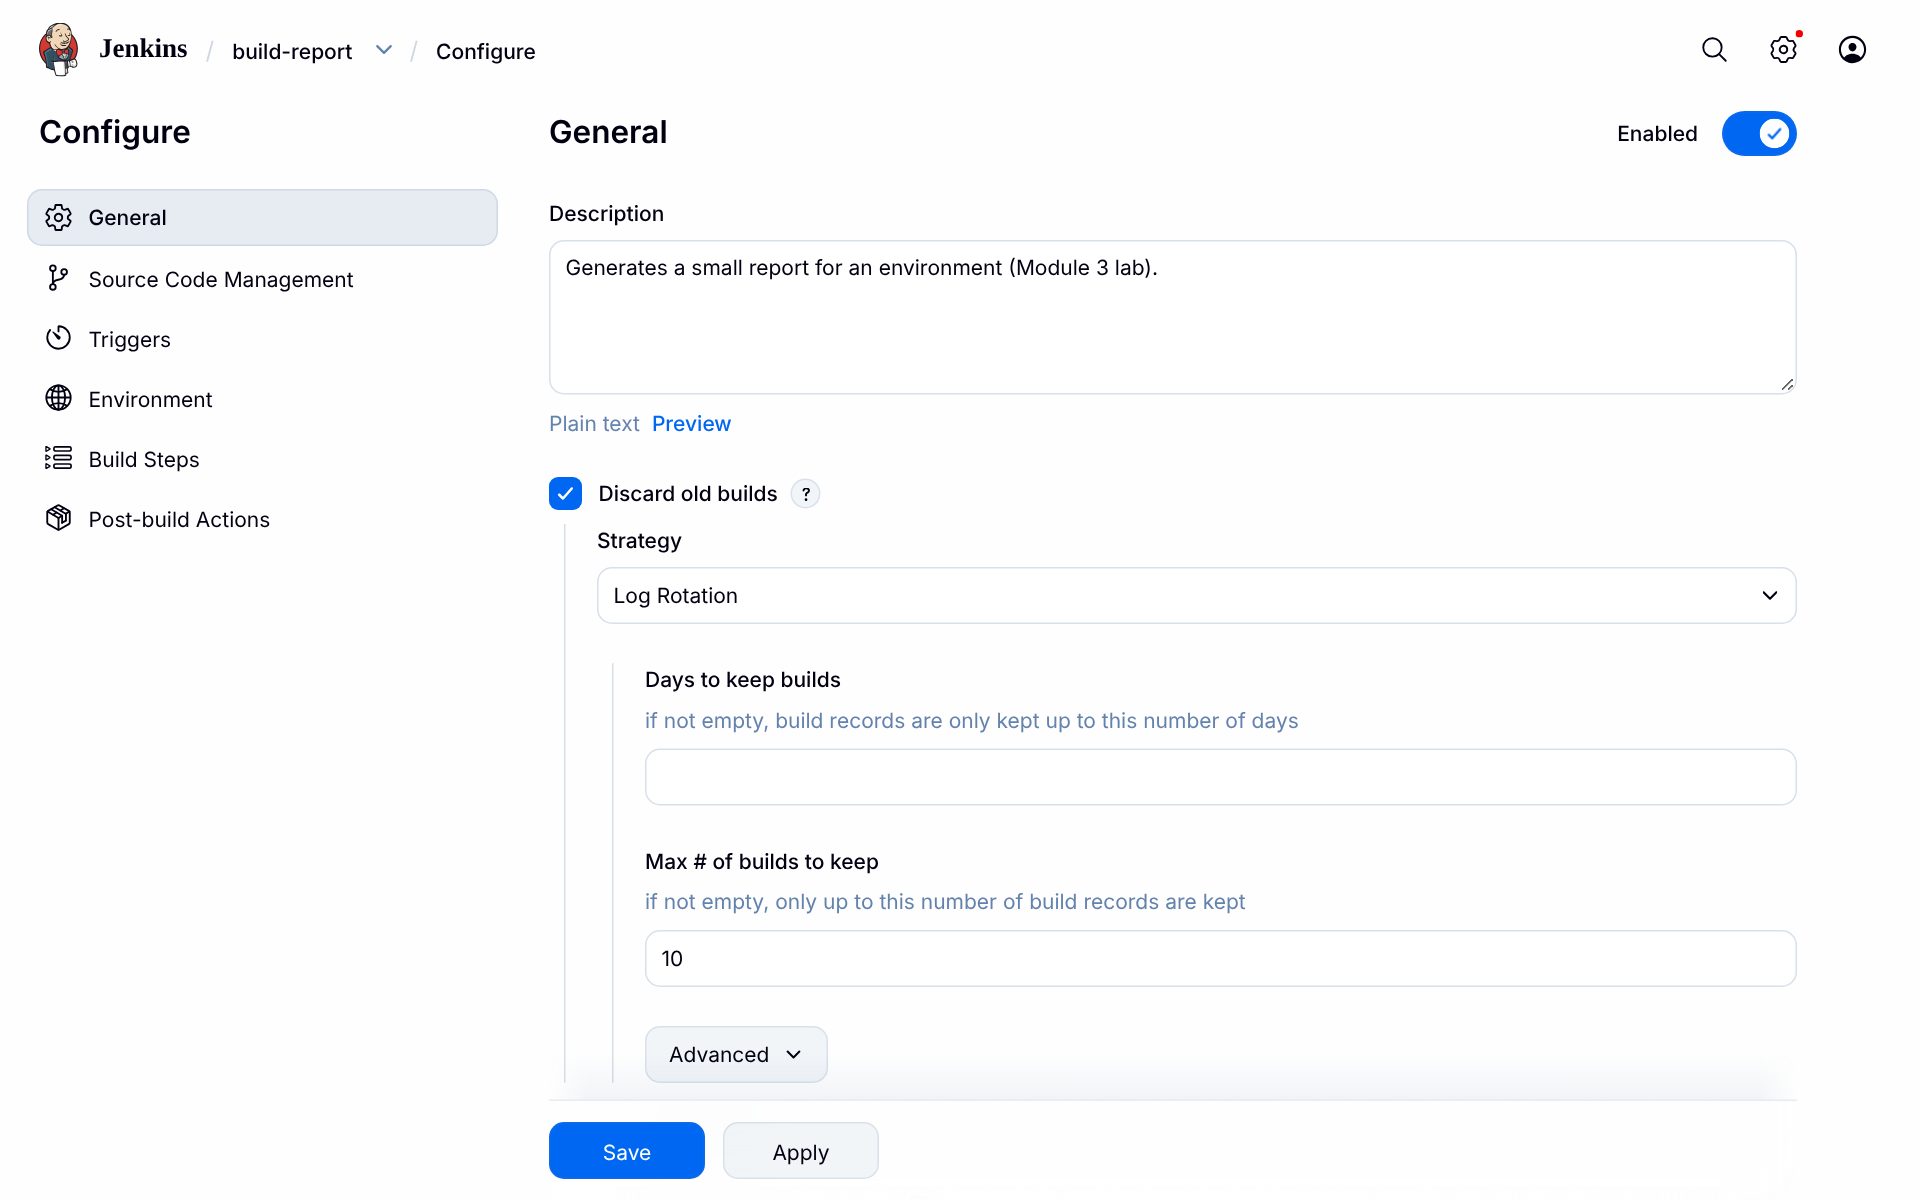 Jenkins / build-report / Configure
Configure
General
Source Code Management
Triggers
Environment
Build Steps
Post-build Actions
General
Enabled
Description
Generates a small report for an environment (Module 3 lab).
Plain text Preview
Discard old builds ?
Strategy
Log Rotation
Days to keep builds
if not empty, build records are only kept up to this number of days
Max # of builds to keep
if not empty, only up to this number of build records are kept
10
Advanced
Save Apply